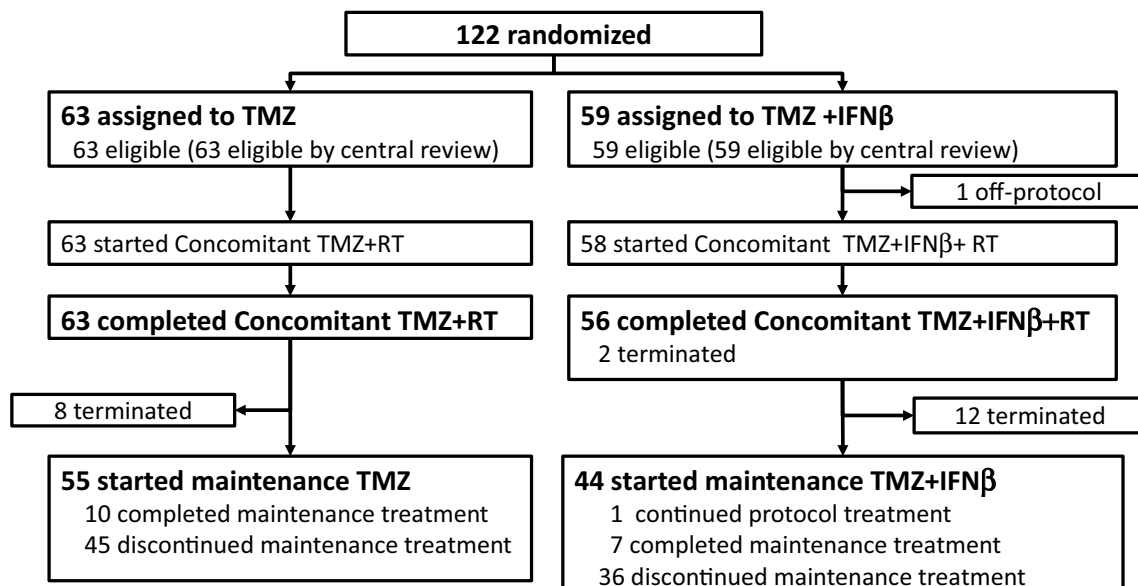 122 randomized
63 assigned to TMZ
63 eligible (63 eligible by central review)
59 assigned to TMZ +IFNβ
59 eligible (59 eligible by central review)
1 off-protocol
63 started Concomitant TMZ+RT
58 started Concomitant TMZ+IFNβ+ RT
63 completed Concomitant TMZ+RT
56 completed Concomitant TMZ+IFNβ+RT
2 terminated
8 terminated
12 terminated
55 started maintenance TMZ
10 completed maintenance treatment
45 discontinued maintenance treatment
44 started maintenance TMZ+IFNβ
1 continued protocol treatment
7 completed maintenance treatment
36 discontinued maintenance treatment